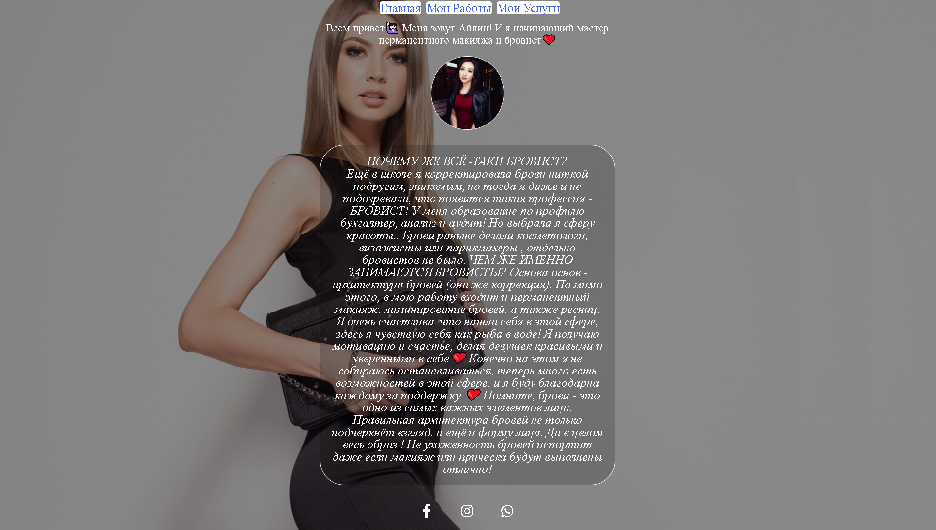 Главная Мои Работы Мои Услуги
Всем привет🙋🏻‍♀️ Меня зовут Айлин! И я начинающий мастер
перманентного макияжа и бровист❤️
ПОЧЕМУ ЖЕ ВСЁ -ТАКИ БРОВИСТ?
Ещё в школе я корректировала брови ниткой
подругам, знакомым, но тогда я даже и не
подозревала, что появится такая профессия -
БРОВИСТ! У меня образование по профилю
бухгалтер, анализ и аудит! Но выбрала я сферу
красоты.. Брови раньше делали косметологи,
визажисты или парикмахеры , отдельно
бровистов не было. ЧЕМ ЖЕ ИМЕННО
ЗАНИМАЮТСЯ БРОВИСТЫ? Основа основ -
архитектура бровей (они же коррекция). Помимо
этого, в мою работу входит и перманентный
макияж, ламинирование бровей, а также ресниц.
Я очень счастлива ,что нашла себя в этой сфере,
здесь я чувствую себя как рыба в воде! Я получаю
мотивацию и счастье, делая девушек красивыми и
уверенными в себе ❤️ Конечно на этом я не
собираюсь останавливаться, теперь много есть
возможностей в этой сфере, и я буду благодарна
каждому за поддержку ❤️ Помните, брови - это
одно из самых важных элементов лица.
Правильная архитектура бровей не только
подчеркнёт взгляд, а ещё и форму лица. Да в целом
весь образ ! Не ухоженность бровей испортит
даже если макияж или прическа будут выполнены
отлично!